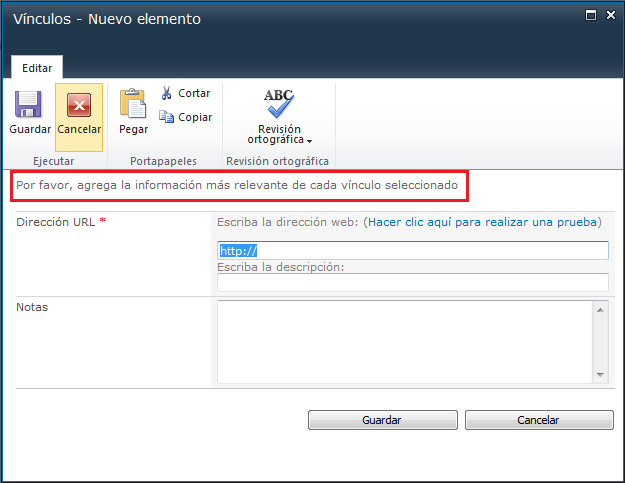 Vínculos - Nuevo elemento
Editar
Guardar
Cancelar
Pegar
Cortar
Copiar
ABC
Revisión
ortográfica
Ejecutar
Portapapeles
Revisión ortográfica
Por favor, agrega la información más relevante de cada vínculo seleccionado
Dirección URL *
Escriba la dirección web: (Hacer clic aquí para realizar una prueba)
http://
Escriba la descripción:
Notas
Guardar
Cancelar